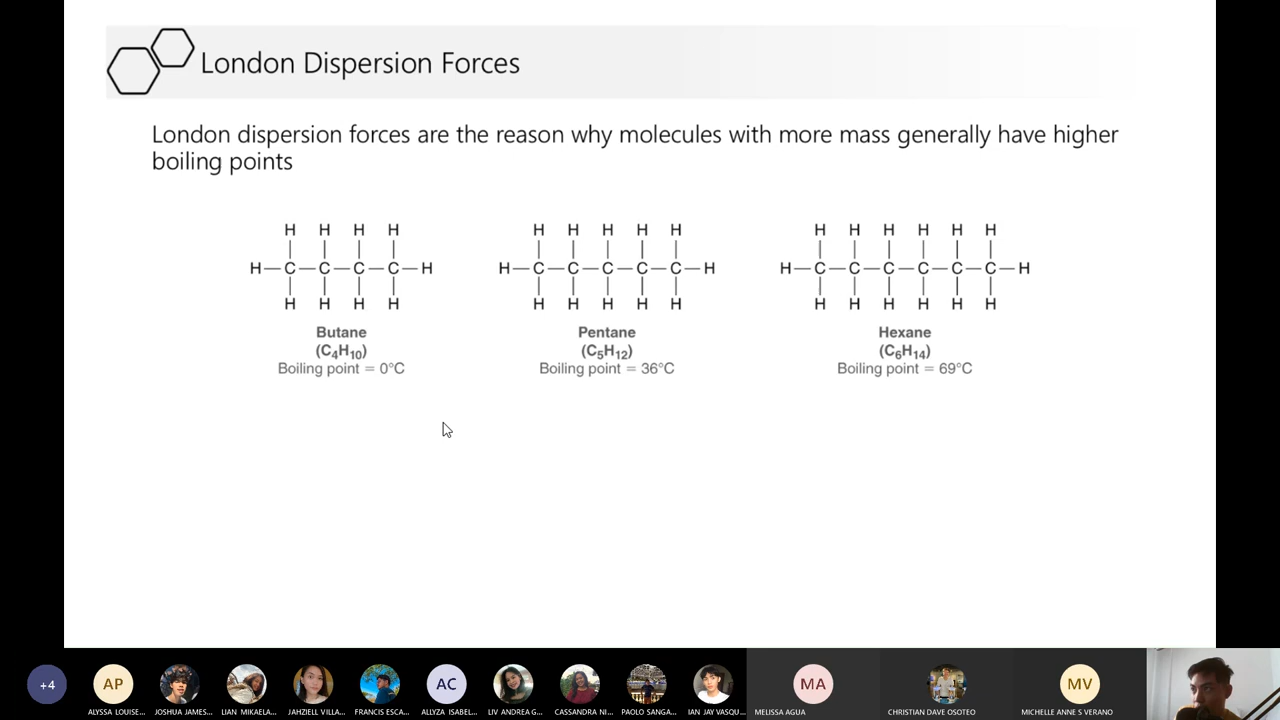 London Dispersion Forces
London dispersion forces are the reason why molecules with more mass generally have higher
boiling points
H H H H
H—C—C—C—C—H
H H H H
Butane
(C₄H₁₀)
Boiling point = 0°C
H H H H H
H—C—C—C—C—C—H
H H H H H
Pentane
(C₅H₁₂)
Boiling point = 36°C
H H H H H H
H—C—C—C—C—C—C—H
H H H H H H
Hexane
(C₆H₁₄)
Boiling point = 69°C
+4
AP
AC
MA
MV
ALYSSA LOUISE...
JOSHUA JAMES...
LIAN MIKAELA...
JAHZIELL VILLA...
FRANCIS ESCA...
ALLYZA ISABEL...
LIV ANDREA G...
CASSANDRA NI...
PAOLO SANGA...
IAN JAY VASQU...
MELISSA AGUA
CHRISTIAN DAVE OSOTEO
MICHELLE ANNE S VERANO